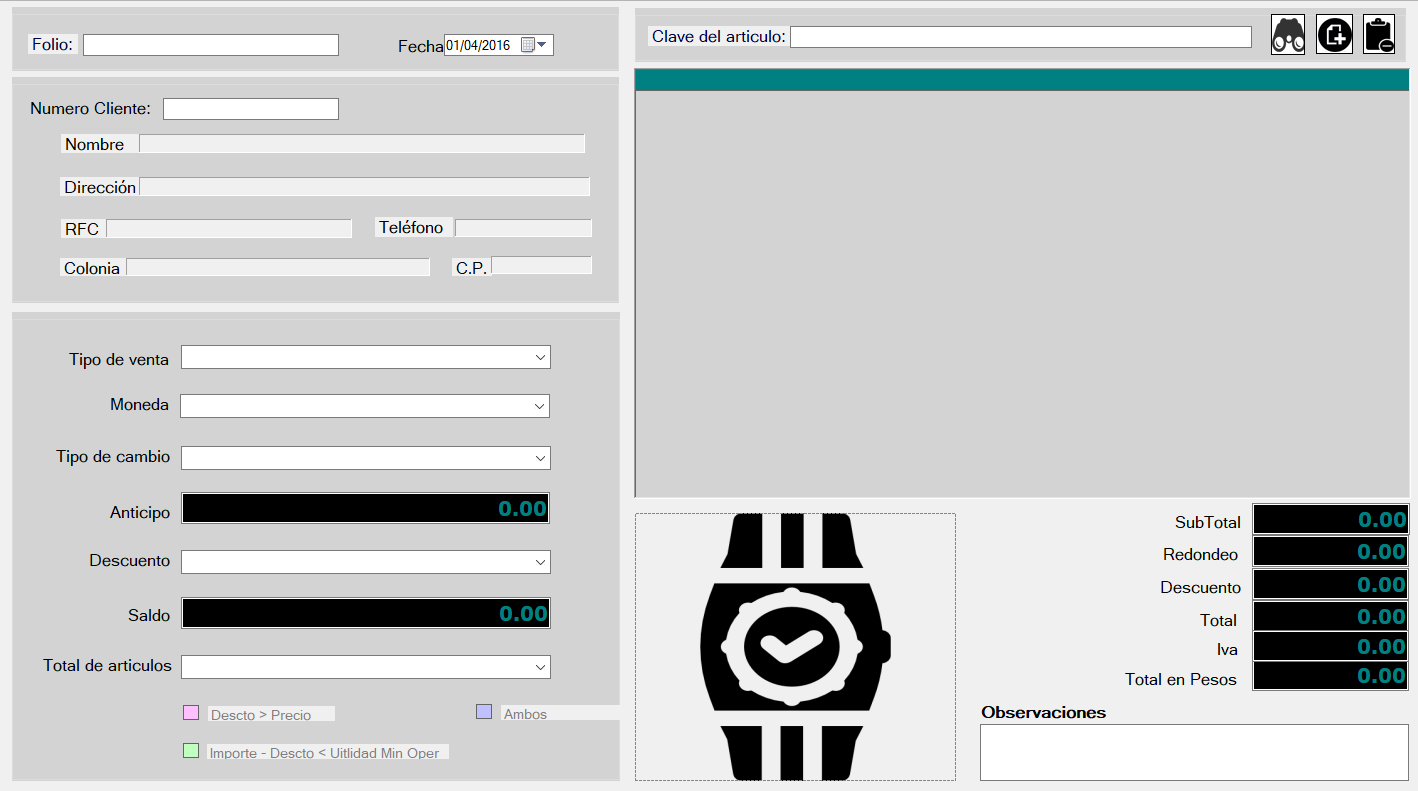 Folio:
Fecha 01/04/2016
Numero Cliente:
Nombre
Dirección
RFC
Teléfono
Colonia
C.P.
Tipo de venta
Moneda
Tipo de cambio
Anticipo 0.00
Descuento
Saldo 0.00
Total de articulos
Descto > Precio
Ambos
Importe - Descto < Uitlidad Min Oper
Clave del articulo:
SubTotal 0.00
Redondeo 0.00
Descuento 0.00
Total 0.00
Iva 0.00
Total en Pesos 0.00
Observaciones